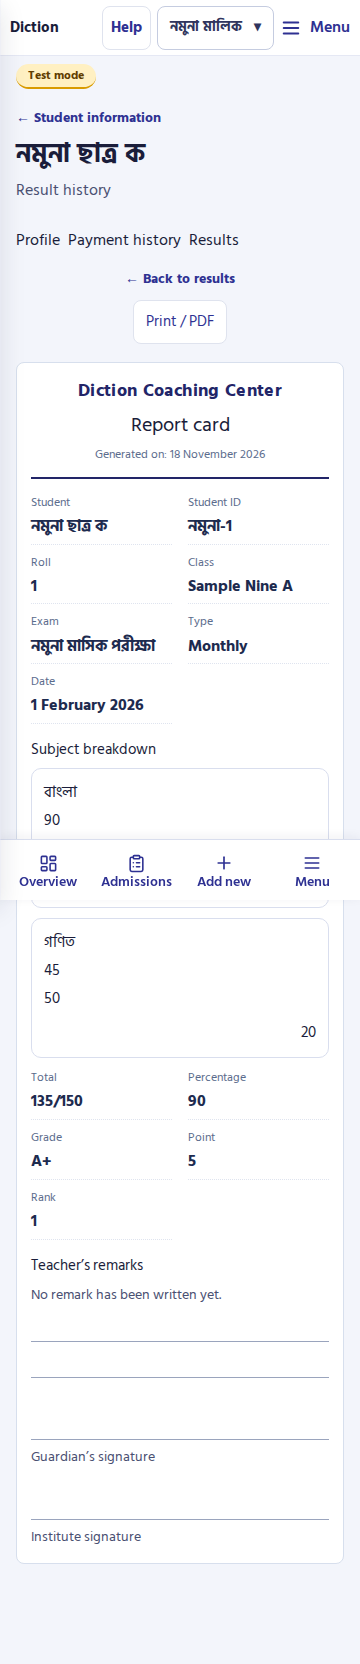 Diction
Help
নমুনা মালিক ▼
Menu
Test mode
← Student information
নমুনা ছাত্র ক
Result history
Profile Payment history Results
← Back to results
Print / PDF
Diction Coaching Center
Report card
Generated on: 18 November 2026
Student
Student ID
নমুনা ছাত্র ক
নমুনা-1
Roll
Class
1
Sample Nine A
Exam
Type
নমুনা মাসিক পরীক্ষা
Monthly
Date
1 February 2026
Subject breakdown
বাংলা
90
Overview
Admissions
Add new
Menu
গণিত
45
50
20
Total
Percentage
135/150
90
Grade
Point
A+
5
Rank
1
Teacher’s remarks
No remark has been written yet.
Guardian’s signature
Institute signature